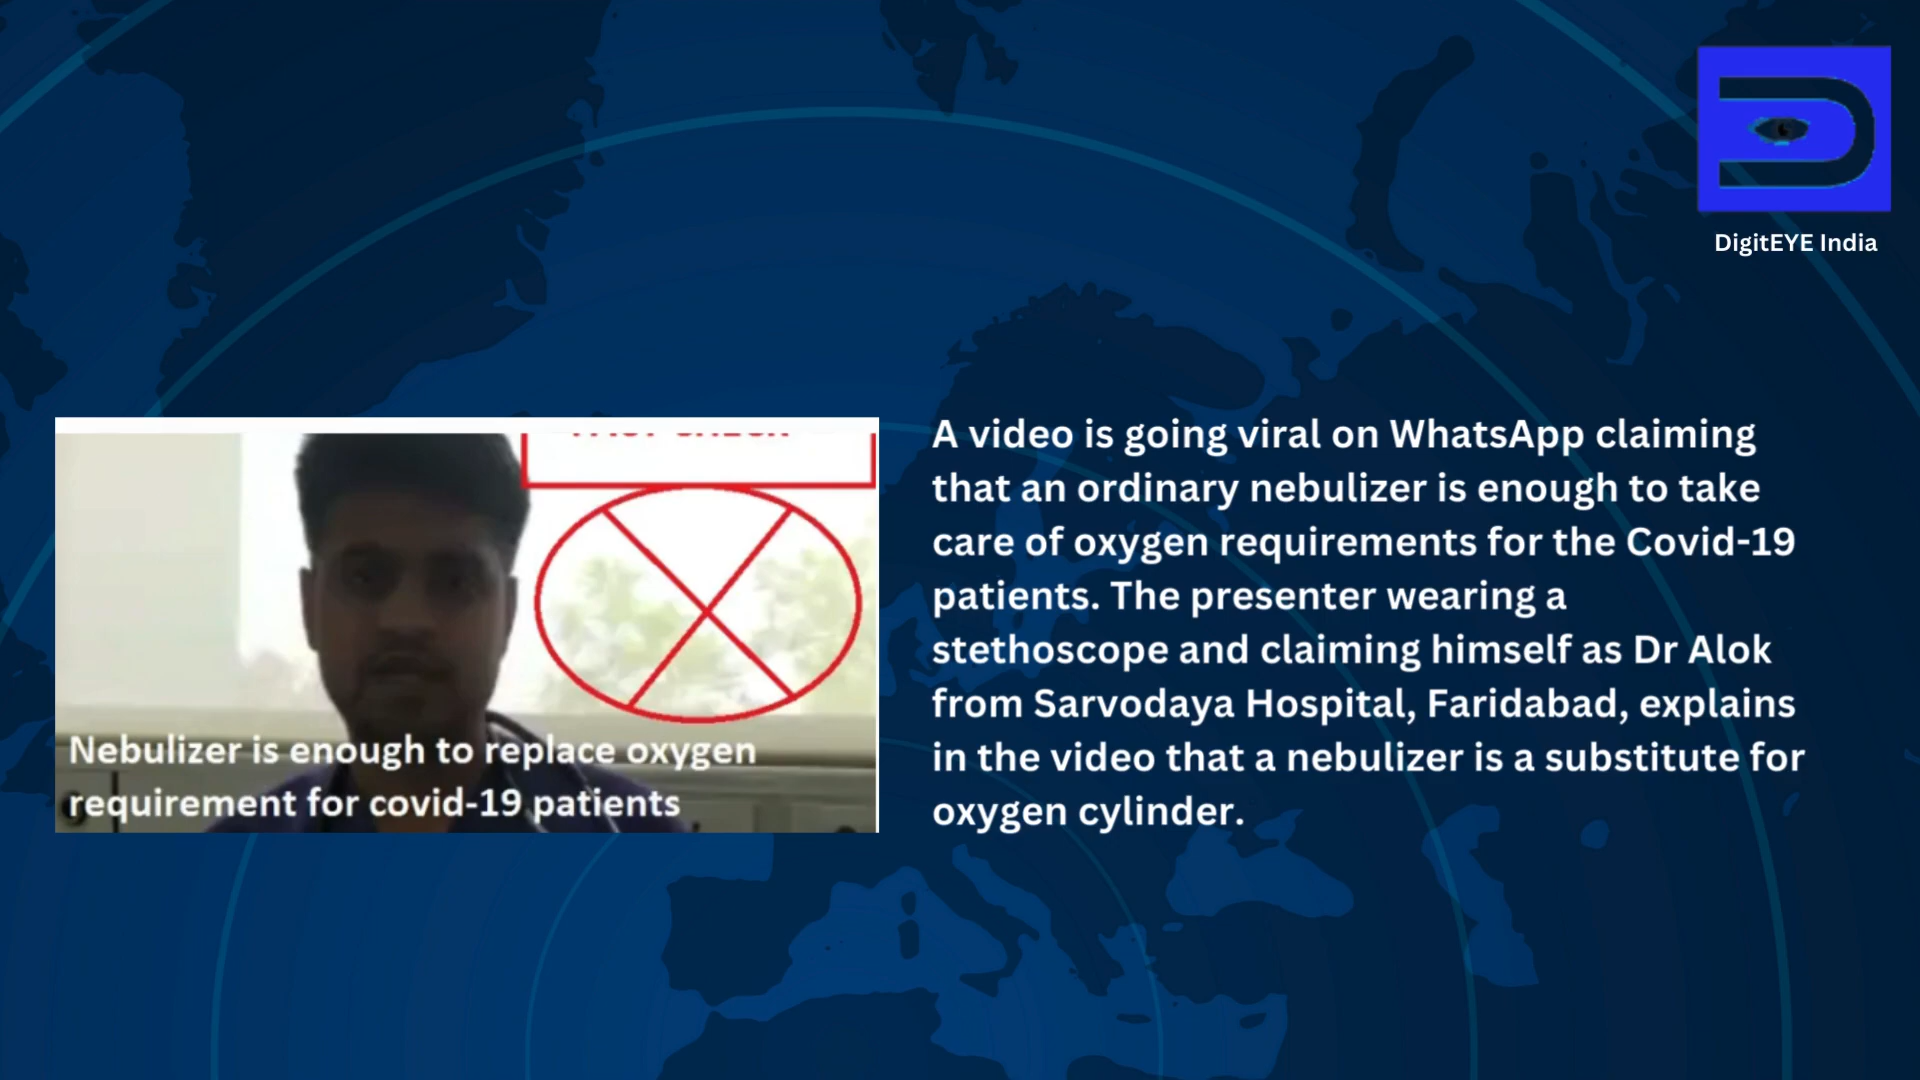 DigitEYE India
A video is going viral on WhatsApp claiming
that an ordinary nebulizer is enough to take
care of oxygen requirements for the Covid-19
patients. The presenter wearing a
stethoscope and claiming himself as Dr Alok
from Sarvodaya Hospital, Faridabad, explains
in the video that a nebulizer is a substitute for
oxygen cylinder.
Nebulizer is enough to replace oxygen
requirement for covid-19 patients